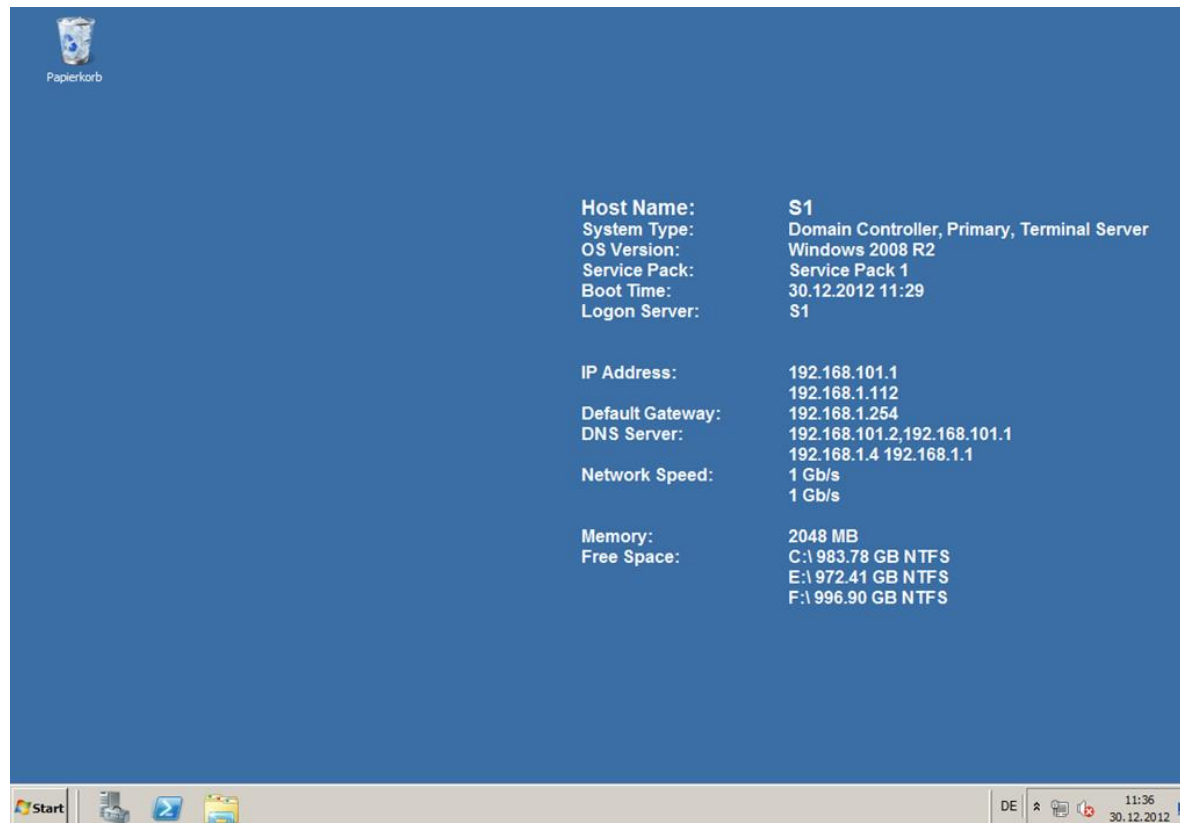 Papierkorb
Host Name: S1
System Type: Domain Controller, Primary, Terminal Server
OS Version: Windows 2008 R2
Service Pack: Service Pack 1
Boot Time: 30.12.2012 11:29
Logon Server: S1
IP Address: 192.168.101.1
192.168.1.112
Default Gateway: 192.168.1.254
DNS Server: 192.168.101.2,192.168.101.1
192.168.1.4 192.168.1.1
Network Speed: 1 Gb/s
1 Gb/s
Memory: 2048 MB
Free Space: C:\ 983.78 GB NTFS
E:\ 972.41 GB NTFS
F:\ 996.90 GB NTFS
Start DE 11:36
30.12.2012